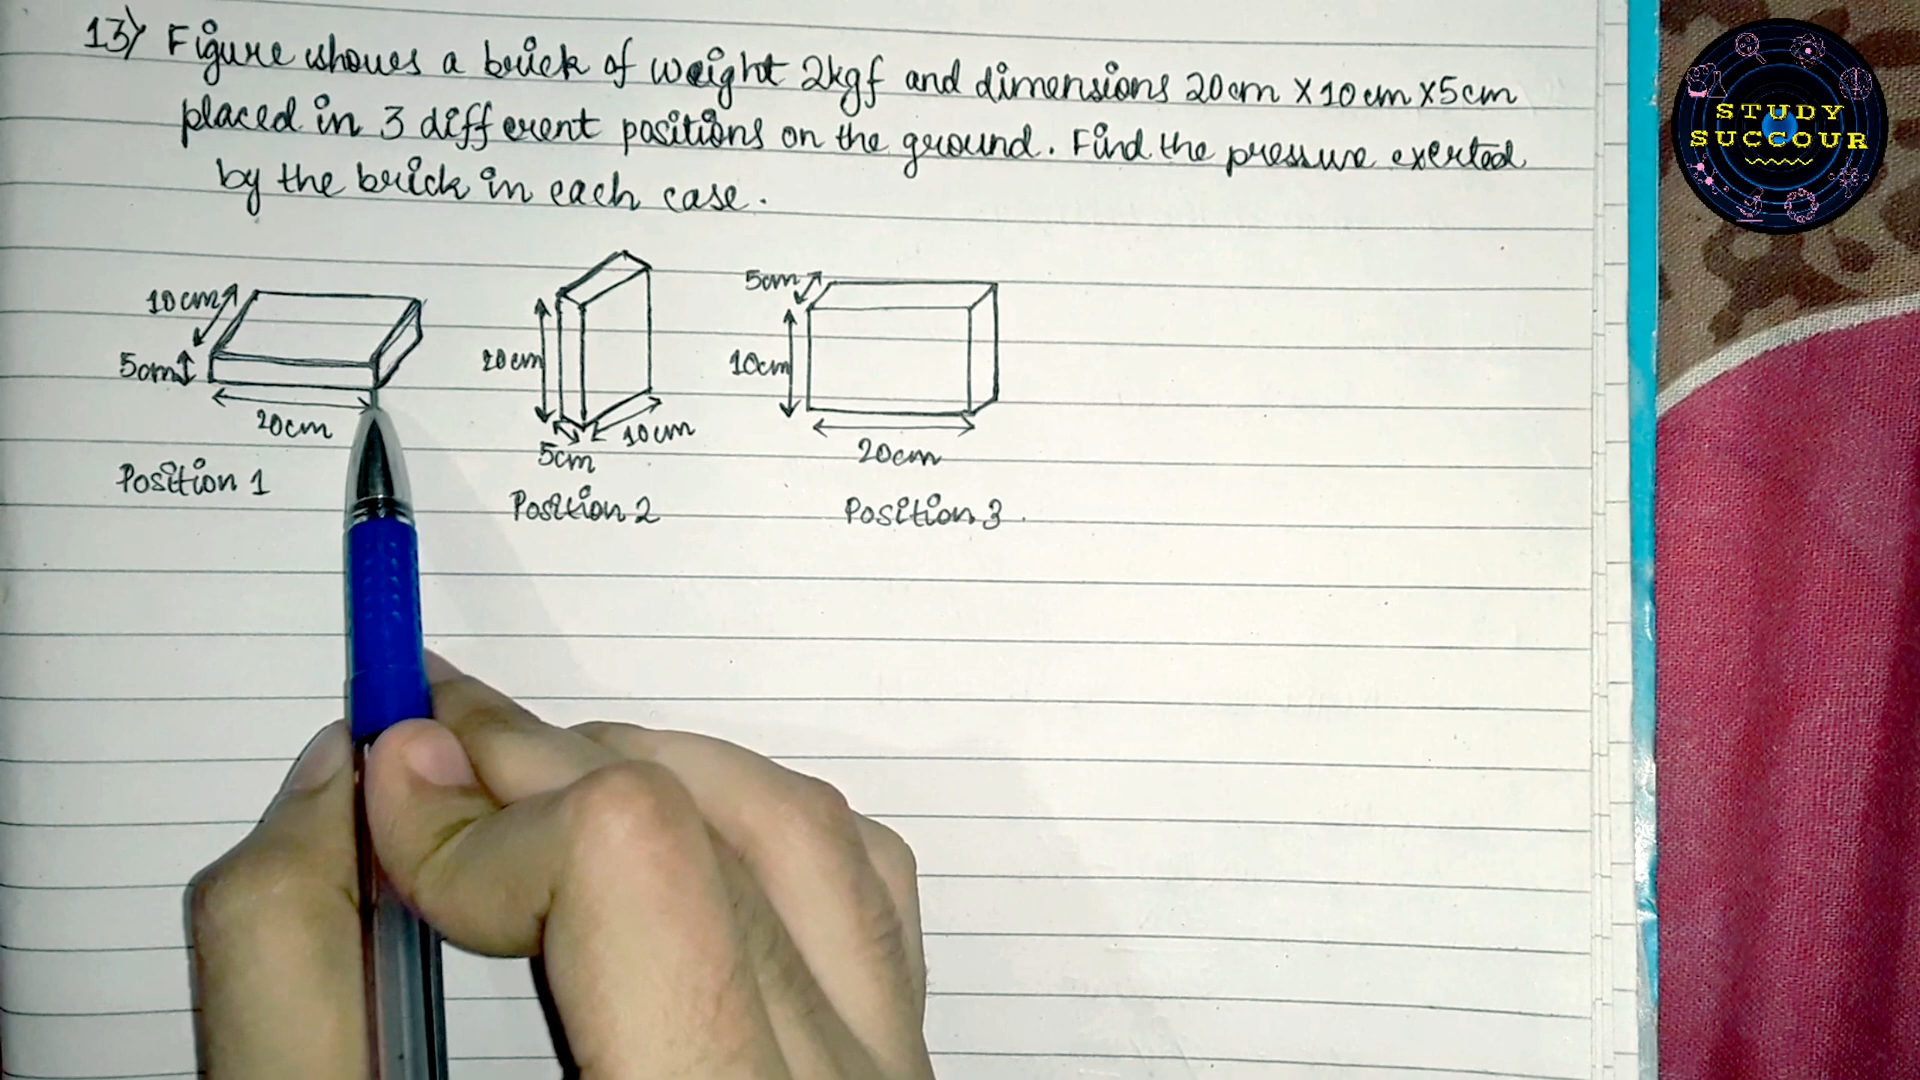 13) Figure shows a brick of weight 2kgf and dimensions 20cm X 10cm X 5cm
placed in 3 different positions on the ground. Find the pressure exerted
by the brick in each case.
10cm
5cm
20cm
Position 1
20cm
5cm
10cm
Position 2
5cm
10cm
20cm
Position 3.
STUDY
SUCCOUR